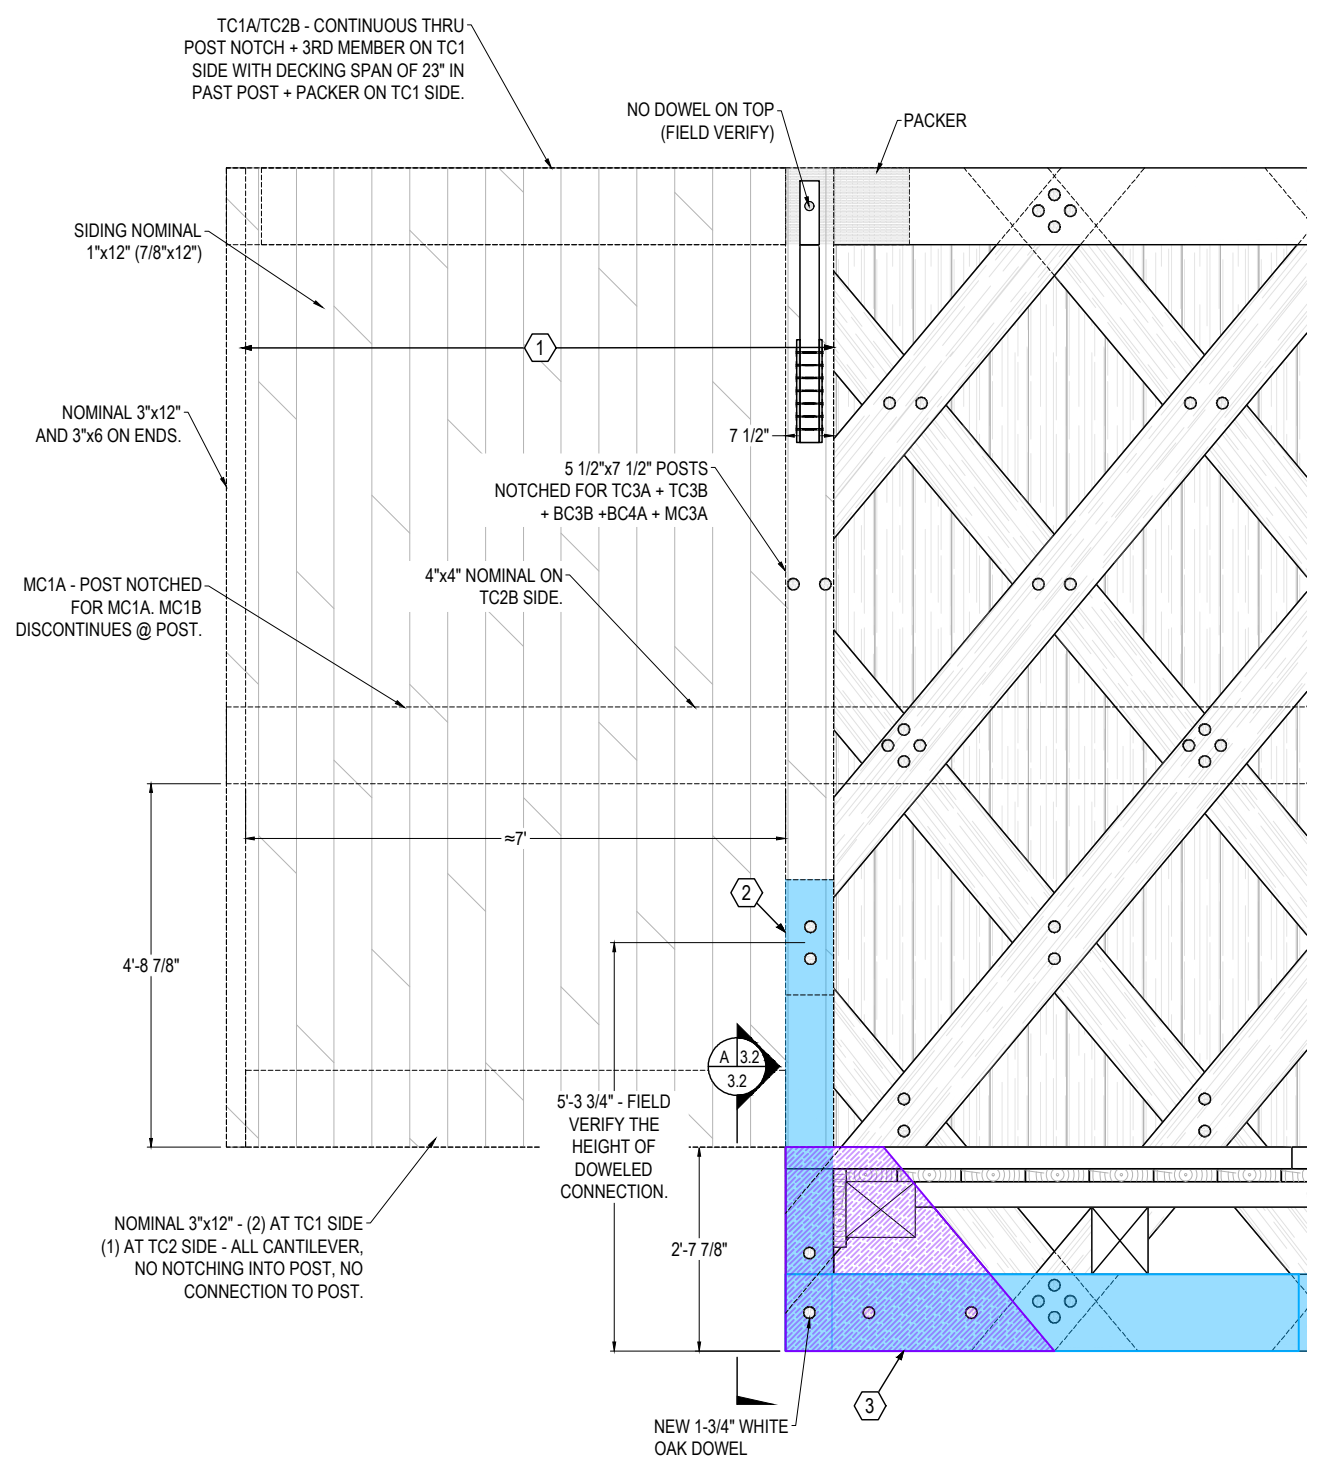 TC1A/TC2B - CONTINUOUS THRU
POST NOTCH + 3RD MEMBER ON TC1
SIDE WITH DECKING SPAN OF 23" IN
PAST POST + PACKER ON TC1 SIDE.
NO DOWEL ON TOP
(FIELD VERIFY)
PACKER
SIDING NOMINAL
1"x12" (7/8"x12")
1
NOMINAL 3"x12"
AND 3"x6 ON ENDS.
7 1/2"
5 1/2"x7 1/2" POSTS
NOTCHED FOR TC3A + TC3B
+ BC3B +BC4A + MC3A
MC1A - POST NOTCHED
FOR MC1A. MC1B
DISCONTINUES @ POST.
4"x4" NOMINAL ON
TC2B SIDE.
≈7'
2
4'-8 7/8"
A 3.2
3.2
5'-3 3/4" - FIELD
VERIFY THE
HEIGHT OF
DOWELED
CONNECTION.
NOMINAL 3"x12" - (2) AT TC1 SIDE
(1) AT TC2 SIDE - ALL CANTILEVER,
NO NOTCHING INTO POST, NO
CONNECTION TO POST.
2'-7 7/8"
3
NEW 1-3/4" WHITE
OAK DOWEL